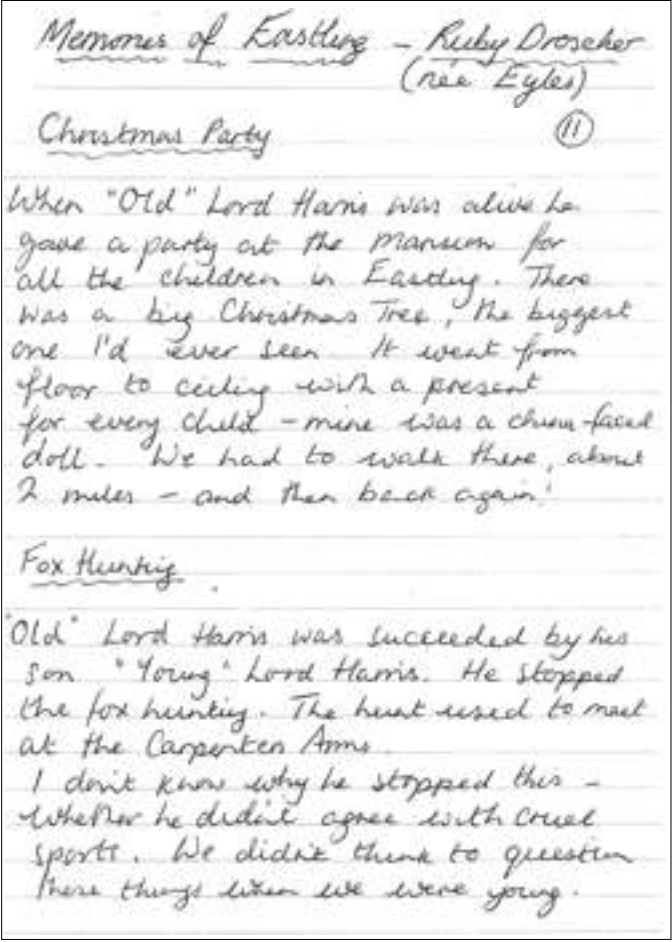 Memories of Eastling - Ruby Droscher
(née Eyles)
Christmas Party
11
When "Old" Lord Harris was alive he
gave a party at the Mansion for
all the children in Eastling. There
was a big Christmas Tree, the biggest
one I'd ever seen. It went from
floor to ceiling with a present
for every child - mine was a china-faced
doll. We had to walk there, about
2 miles - and then back again!
Fox Hunting
"Old" Lord Harris was succeeded by his
son "Young" Lord Harris. He stopped
the fox hunting. The hunt used to meet
at the Carpenters Arms.
I don't know why he stopped this -
whether he didn't agree with cruel
sports. We didn't think to question
these things when we were young.